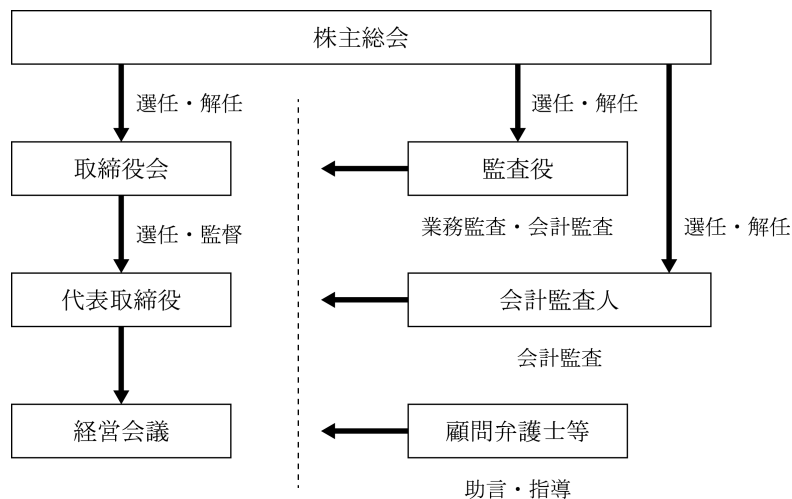 株主総会
選任・解任
選任・解任
取締役会
監査役
業務監査・会計監査
選任・解任
選任・監督
代表取締役
会計監査人
会計監査
経営会議
顧問弁護士等
助言・指導